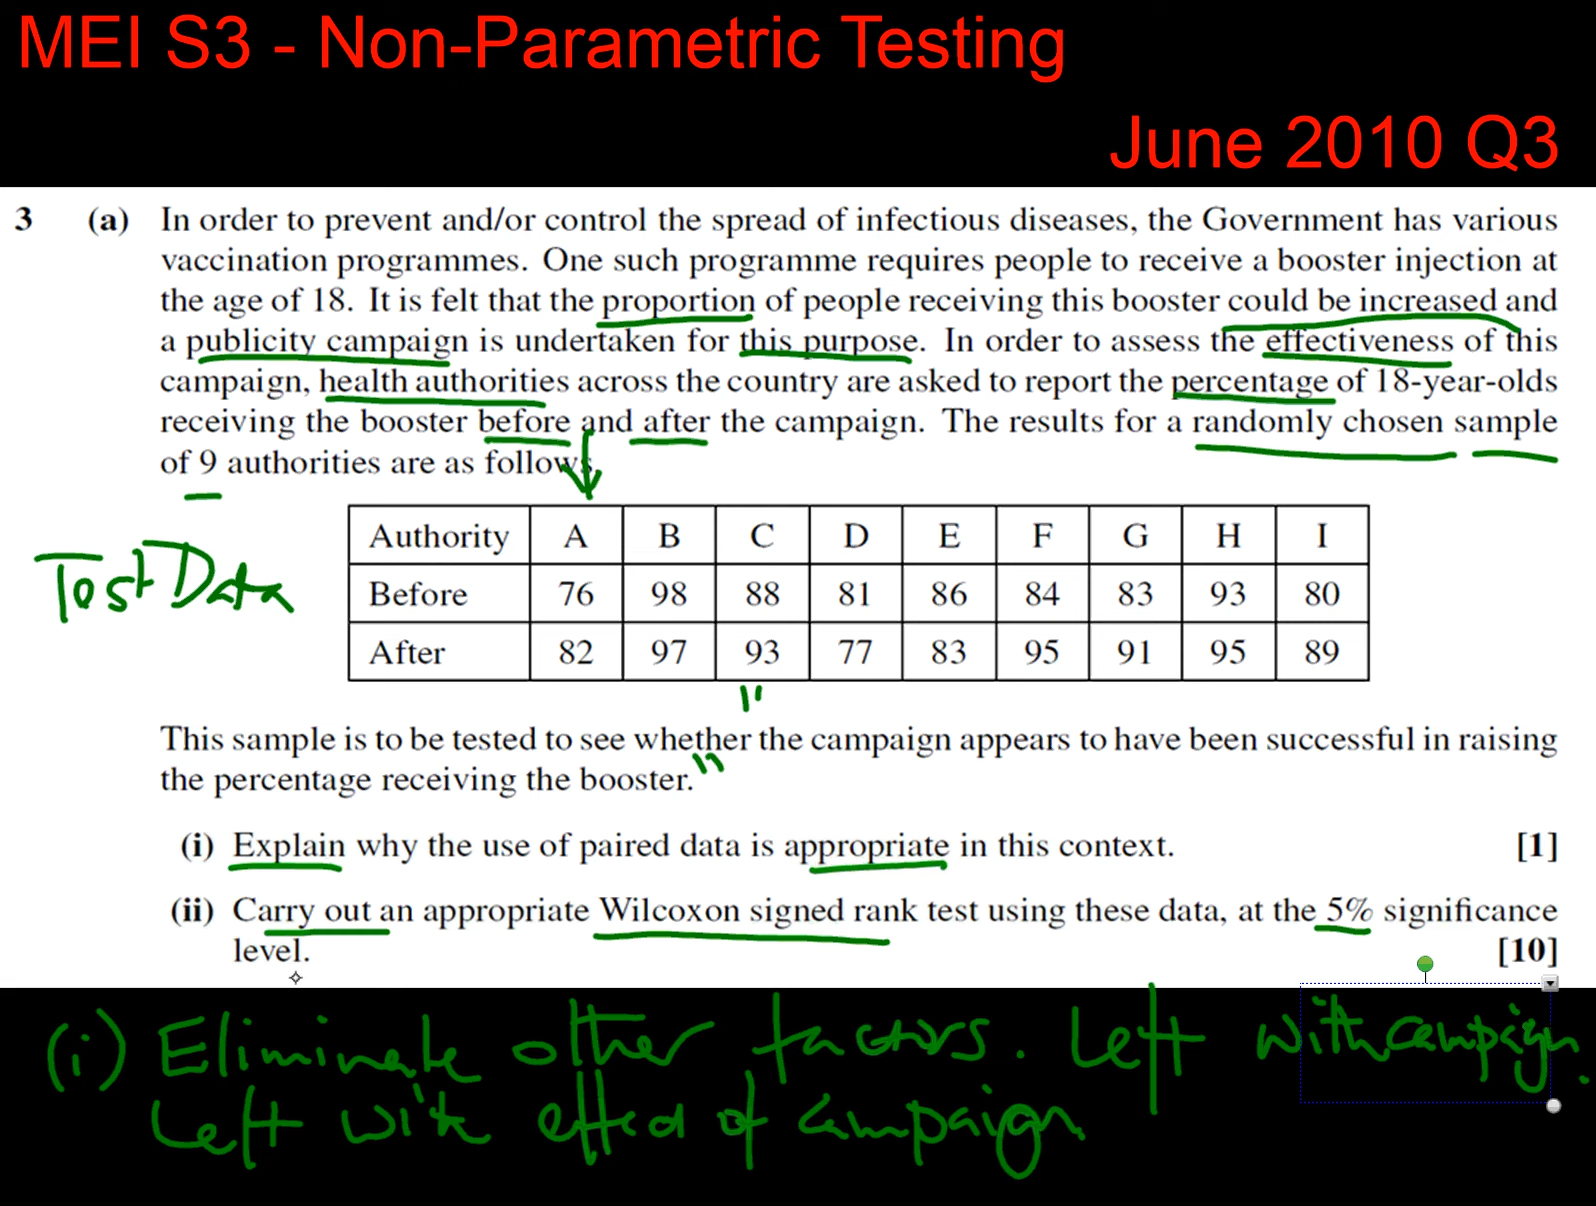 MEI S3 - Non-Parametric Testing
June 2010 Q3
3 (a) In order to prevent and/or control the spread of infectious diseases, the Government has various
vaccination programmes. One such programme requires people to receive a booster injection at
the age of 18. It is felt that the proportion of people receiving this booster could be increased and
a publicity campaign is undertaken for this purpose. In order to assess the effectiveness of this
campaign, health authorities across the country are asked to report the percentage of 18-year-olds
receiving the booster before and after the campaign. The results for a randomly chosen sample
of 9 authorities are as follows.
Authority A B C D E F G H I
Test Data
Before 76 98 88 81 86 84 83 93 80
After 82 97 93 77 83 95 91 95 89
This sample is to be tested to see whether the campaign appears to have been successful in raising
the percentage receiving the booster.
(i) Explain why the use of paired data is appropriate in this context. [1]
(ii) Carry out an appropriate Wilcoxon signed rank test using these data, at the 5% significance
level. [10]
(i) Eliminate other factors. Left with campaign.
Left with effect of campaign